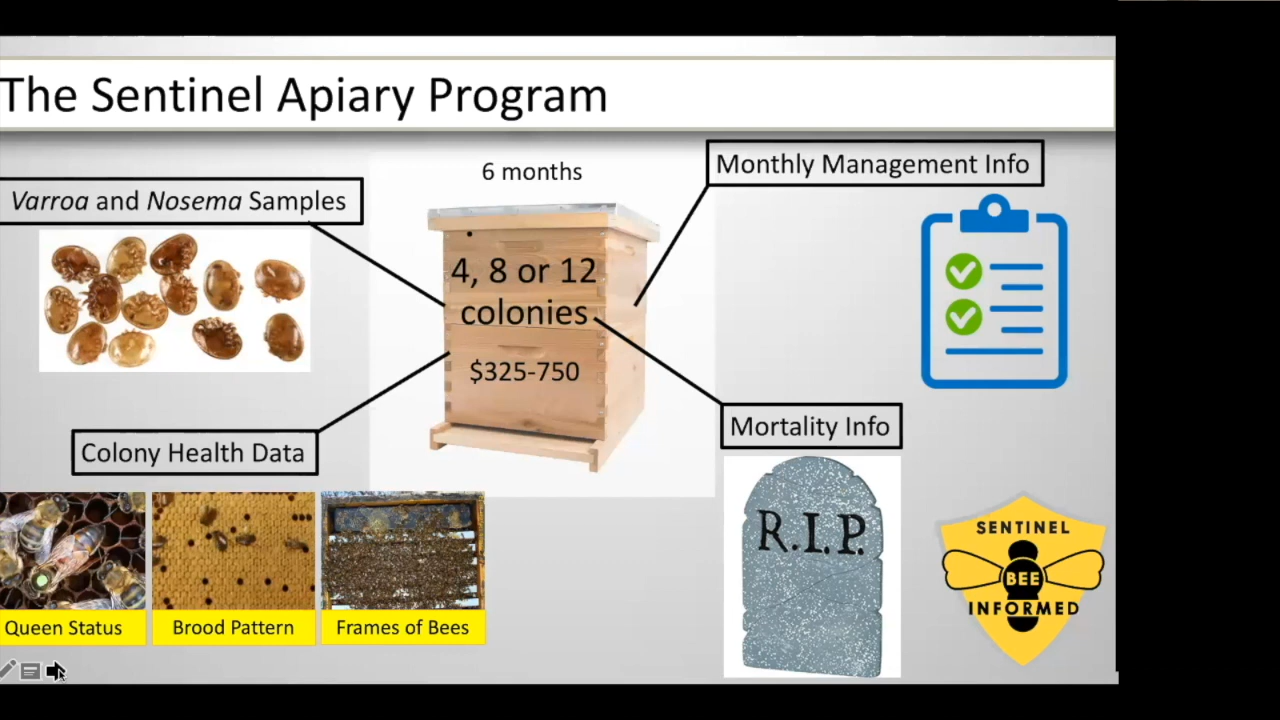 The Sentinel Apiary Program
6 months
Monthly Management Info
Varroa and Nosema Samples
4, 8 or 12
colonies
$325-750
Mortality Info
Colony Health Data
R.I.P.
SENTINEL
BEE
INFORMED
Queen Status
Brood Pattern
Frames of Bees